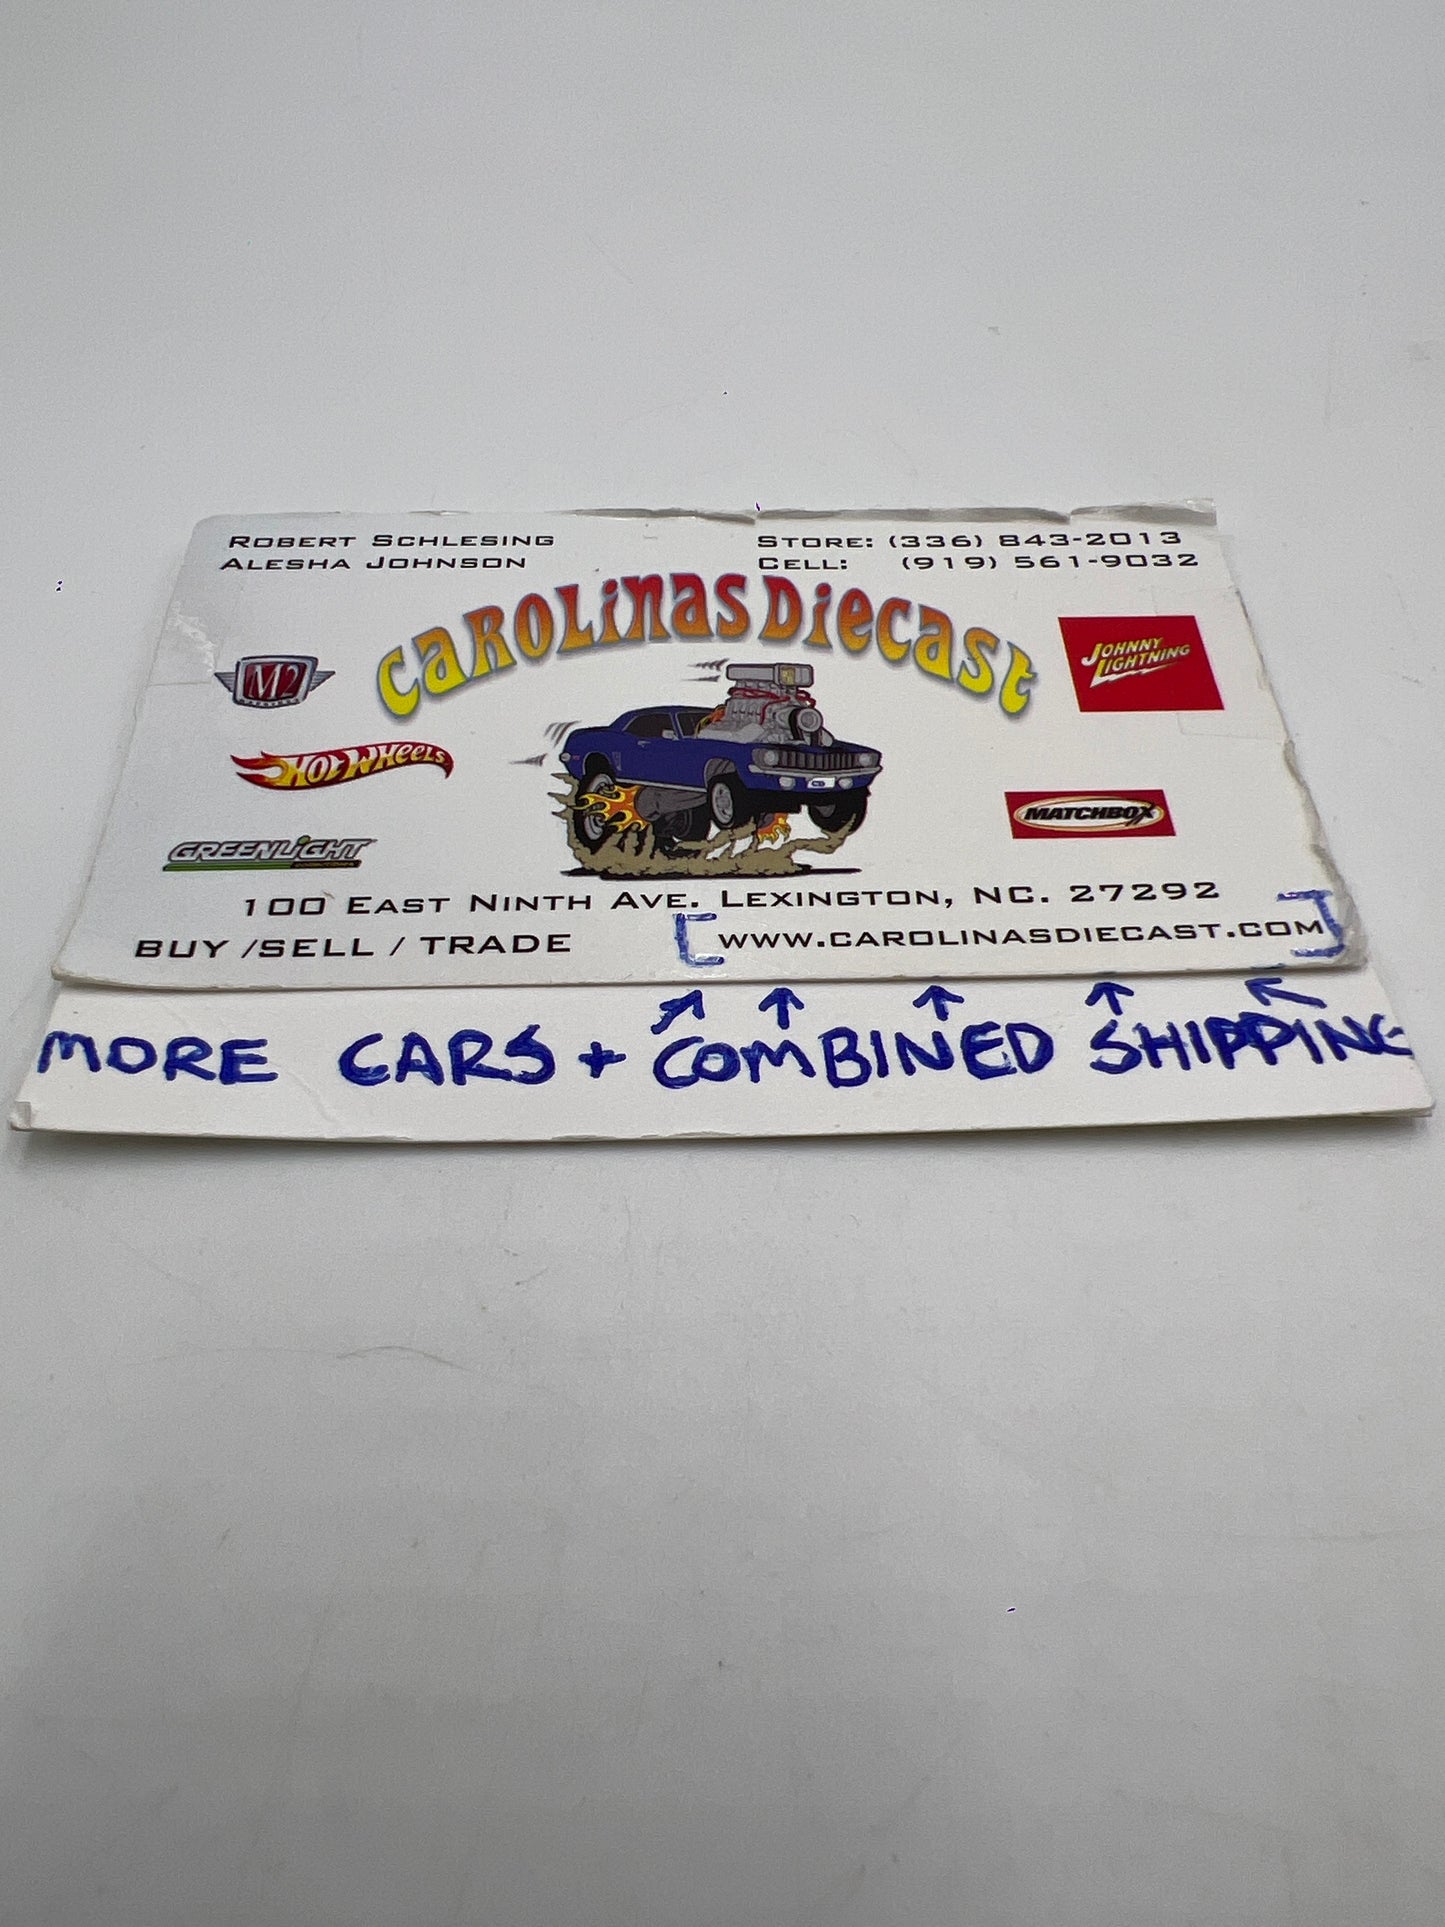 ROBERT SCHLESING
ALESHA JOHNSON
STORE: (336) 843-2013
CELL: (919) 561-9032
CAROLINAS DIECAST
M2
JOHNNY LIGHTNING
HOT WHEELS
MATCHBOX
GREENLIGHT
100 EAST NINTH AVE. LEXINGTON, NC. 27292
BUY /SELL / TRADE [WWW.CAROLINASDIECAST.COM]
MORE CARS + COMBINED SHIPPING